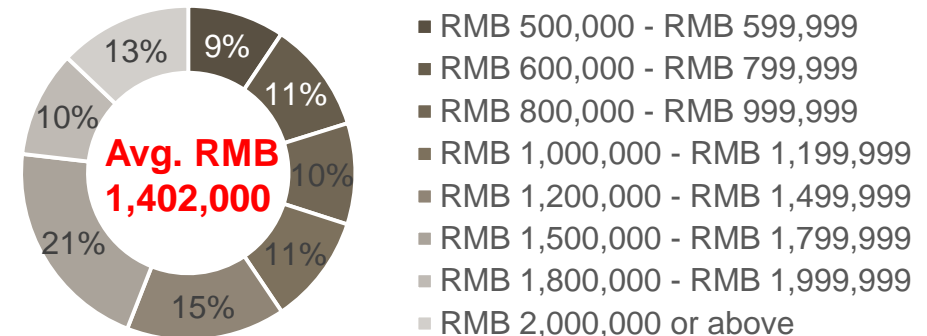 9%
11%
10%
11%
15%
21%
10%
13%
Avg. RMB
1,402,000
RMB 500,000 - RMB 599,999
RMB 600,000 - RMB 799,999
RMB 800,000 - RMB 999,999
RMB 1,000,000 - RMB 1,199,999
RMB 1,200,000 - RMB 1,499,999
RMB 1,500,000 - RMB 1,799,999
RMB 1,800,000 - RMB 1,999,999
RMB 2,000,000 or above